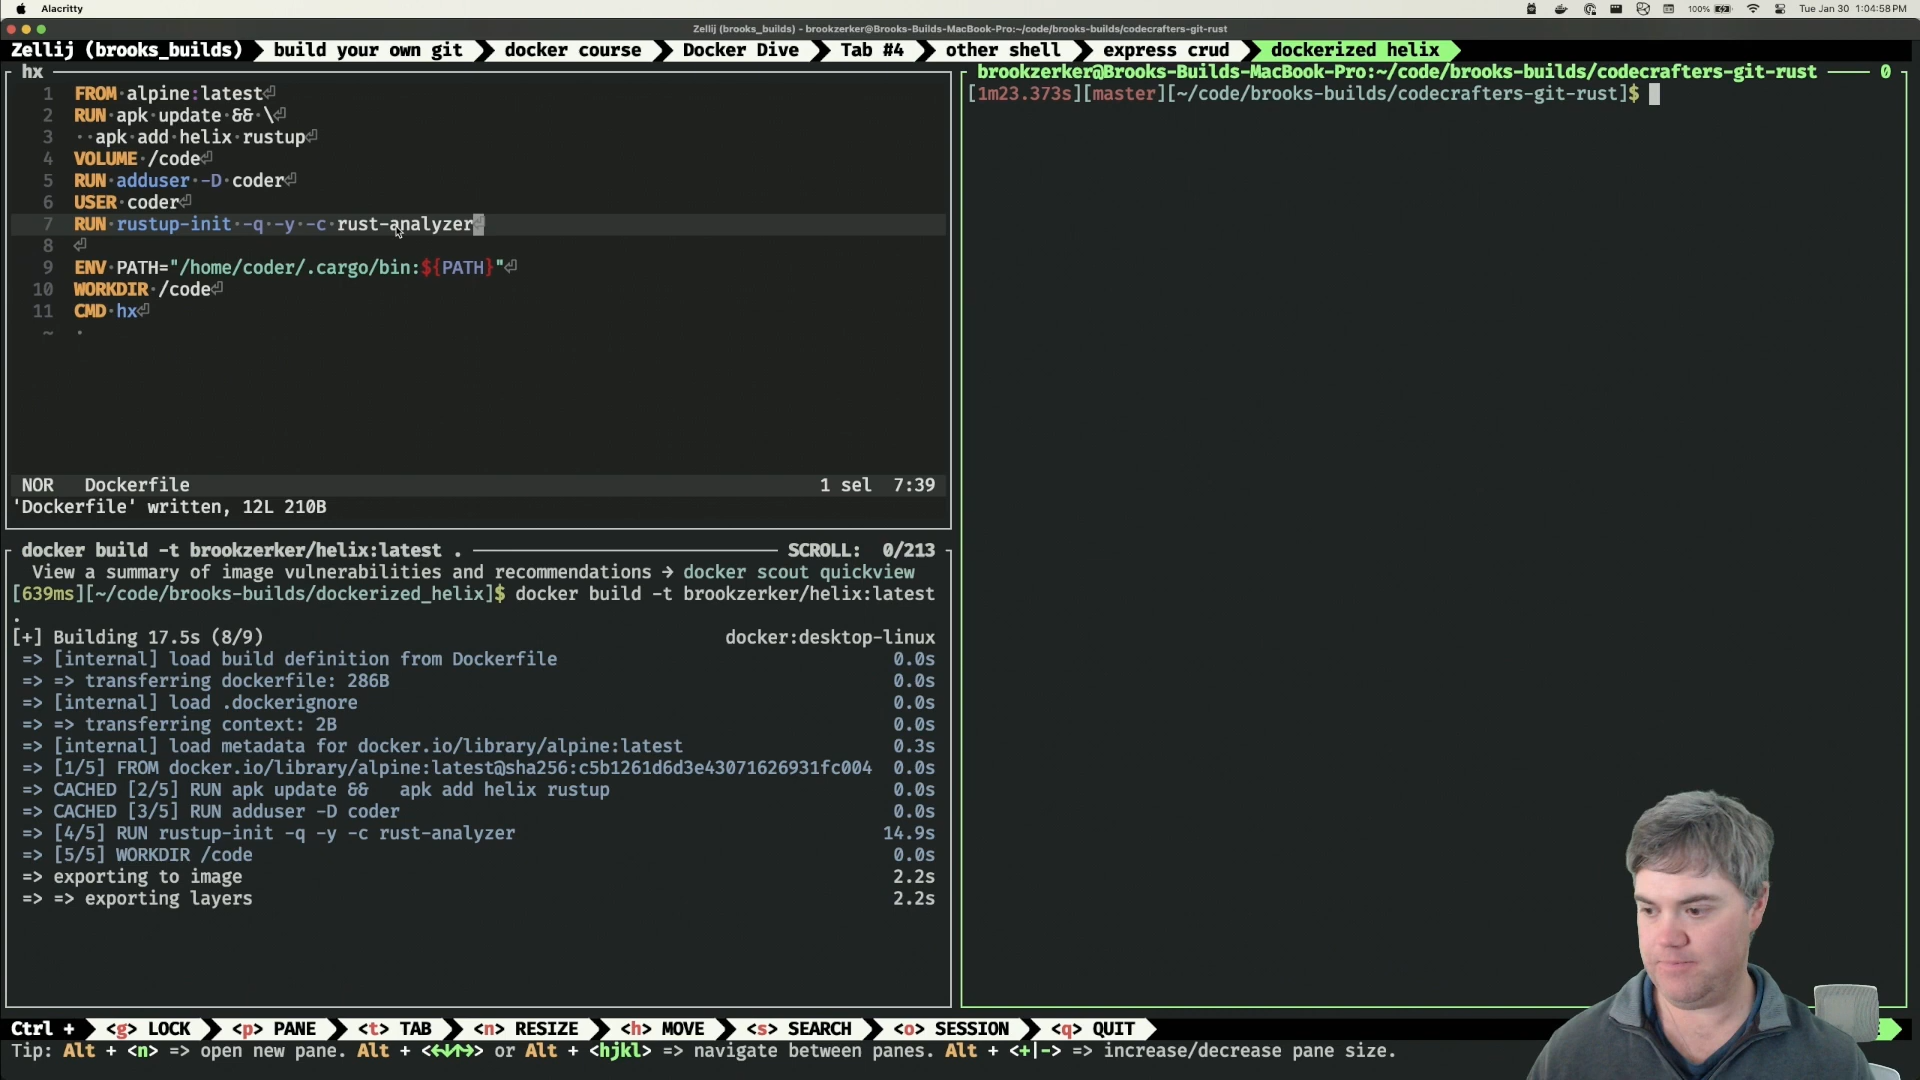 Alacritty
100%
Tue Jan 30 1:04:58 PM
Zellij (brooks_builds) - brookzerker@Brooks-Builds-MacBook-Pro:~/code/brooks-builds/codecrafters-git-rust
Zellij (brooks_builds) build your own git docker course Docker Dive Tab #4 other shell express crud dockerized helix
hx
1 FROM·alpine:latest⏎
2 RUN·apk·update·&&·\⏎
3 ··apk·add·helix·rustup⏎
4 VOLUME·/code⏎
5 RUN·adduser·-D·coder⏎
6 USER·coder⏎
7 RUN·rustup-init·-q·-y·-c·rust-analyzer⏎
8 ⏎
9 ENV·PATH="/home/coder/.cargo/bin:${PATH}"⏎
10 WORKDIR·/code⏎
11 CMD·hx⏎
~ .
NOR Dockerfile 1 sel 7:39
'Dockerfile' written, 12L 210B
docker build -t brookzerker/helix:latest . SCROLL: 0/213
View a summary of image vulnerabilities and recommendations → docker scout quickview
[639ms][~/code/brooks-builds/dockerized_helix]$ docker build -t brookzerker/helix:latest
.
[+] Building 17.5s (8/9) docker:desktop-linux
=> [internal] load build definition from Dockerfile 0.0s
=> => transferring dockerfile: 286B 0.0s
=> [internal] load .dockerignore 0.0s
=> => transferring context: 2B 0.0s
=> [internal] load metadata for docker.io/library/alpine:latest 0.3s
=> [1/5] FROM docker.io/library/alpine:latest@sha256:c5b1261d6d3e43071626931fc004 0.0s
=> CACHED [2/5] RUN apk update && apk add helix rustup 0.0s
=> CACHED [3/5] RUN adduser -D coder 0.0s
=> [4/5] RUN rustup-init -q -y -c rust-analyzer 14.9s
=> [5/5] WORKDIR /code 0.0s
=> exporting to image 2.2s
=> => exporting layers 2.2s
brookzerker@Brooks-Builds-MacBook-Pro:~/code/brooks-builds/codecrafters-git-rust 0
[1m23.373s][master][~/code/brooks-builds/codecrafters-git-rust]$
Ctrl + <g> LOCK <p> PANE <t> TAB <n> RESIZE <h> MOVE <s> SEARCH <o> SESSION <q> QUIT
Tip: Alt + <n> => open new pane. Alt + <←↓↑→> or Alt + <hjkl> => navigate between panes. Alt + <+|-> => increase/decrease pane size.